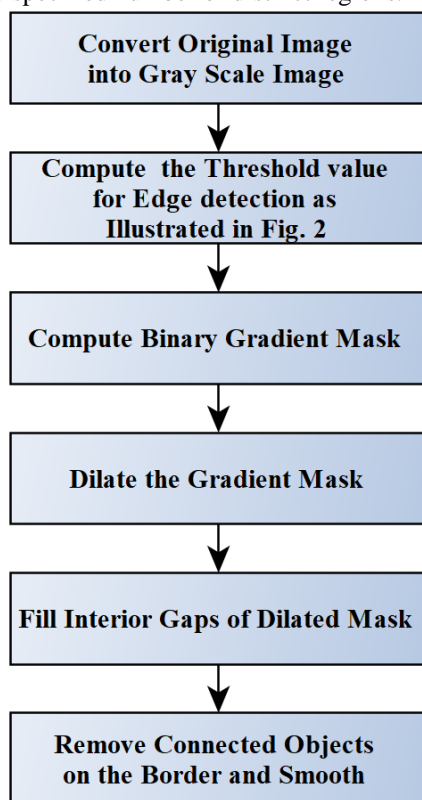 Convert Original Image
into Gray Scale Image
Compute the Threshold value
for Edge detection as
Illustrated in Fig. 2
Compute Binary Gradient Mask
Dilate the Gradient Mask
Fill Interior Gaps of Dilated Mask
Remove Connected Objects
on the Border and Smooth